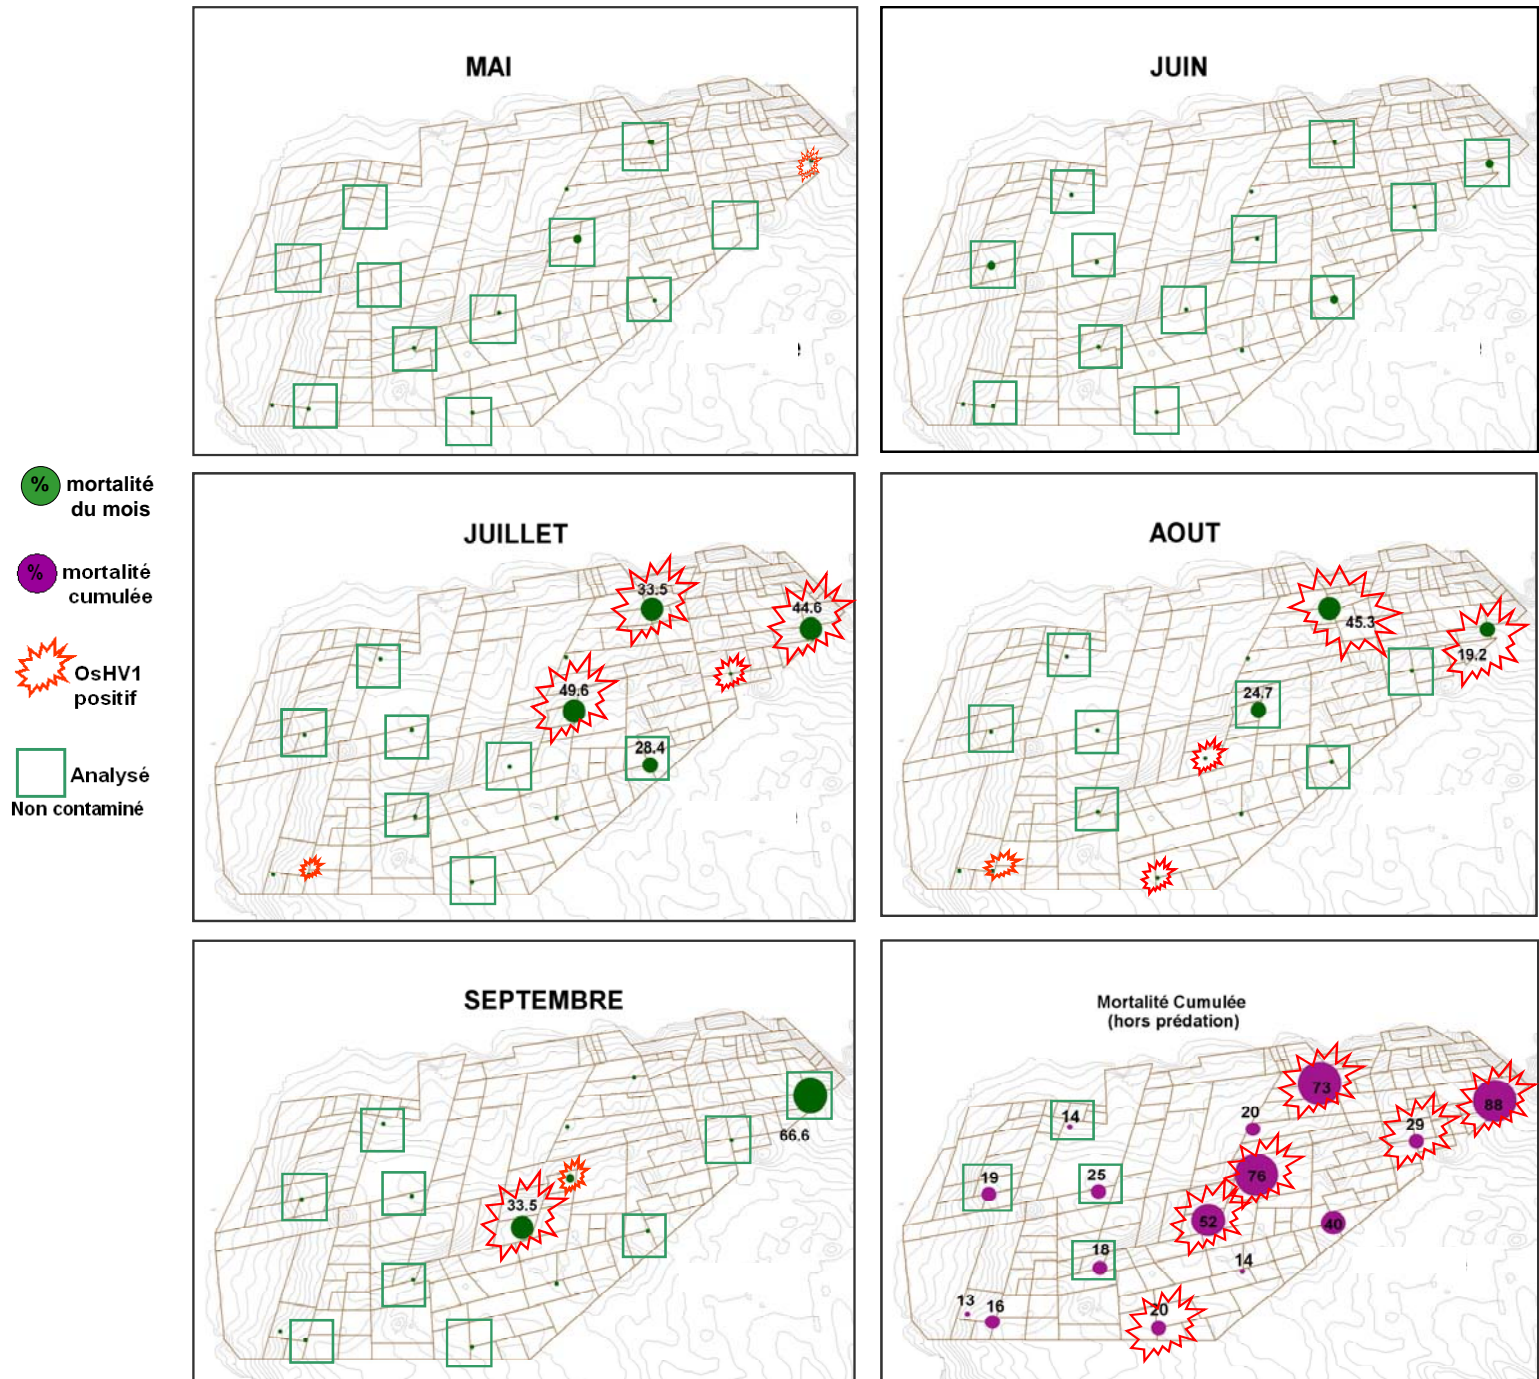 MAI
JUIN
% mortalité
du mois
% mortalité
cumulée
OsHV1
positif
Analysé
Non contaminé
JUILLET
33.5
44.6
49.6
28.4
AOUT
45.3
19.2
24.7
SEPTEMBRE
66.6
33.5
Mortalité Cumulée
(hors prédation)
73
88
14
20
29
19
25
76
52
40
18
14
13
16
20